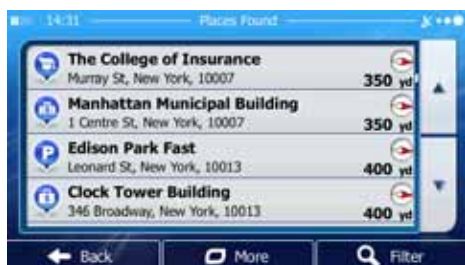 14:31 Places Found
The College of Insurance
Murray St, New York, 10007
350 yd
Manhattan Municipal Building
1 Centre St, New York, 10007
350 yd
Edison Park Fast
Leonard St, New York, 10013
400 yd
Clock Tower Building
346 Broadway, New York, 10013
400 yd
Back More Filter